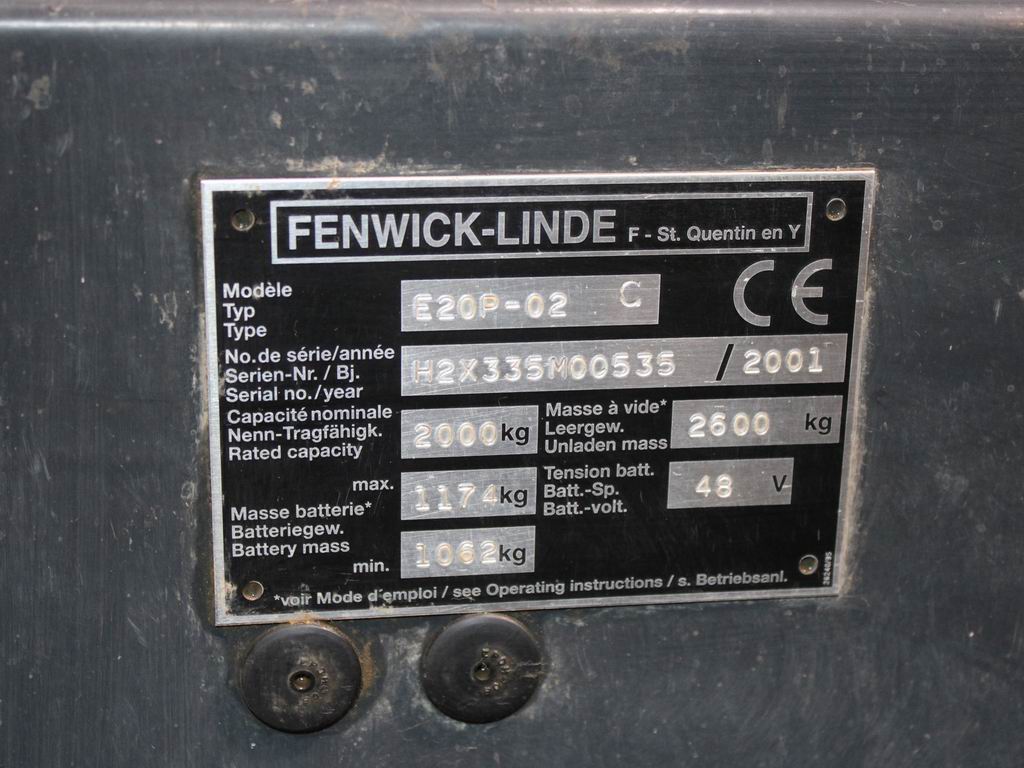 FENWICK-LINDE F - St. Quentin en Y
Modèle
Typ
Type
E20P-02 C
CE
No.de série/année
Serien-Nr. / Bj.
Serial no./year
H2X335M00535 / 2001
Capacité nominale
Nenn-Tragfähigk.
Rated capacity
2000 kg
Masse à vide*
Leergew.
Unladen mass
2600 kg
max.
1174 kg
Tension batt.
Batt.-Sp.
Batt.-volt.
48 V
Masse batterie*
Batteriegew.
Battery mass
min.
1062 kg
*voir Mode d'emploi / see Operating instructions / s. Betriebsanl.